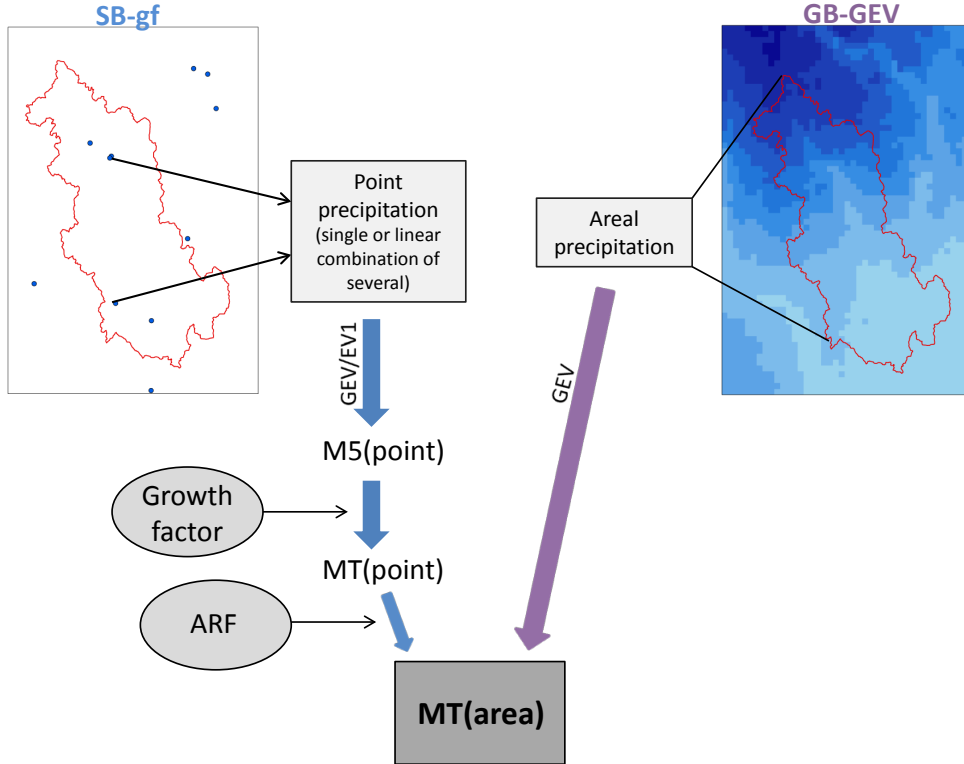 SB-gf
GB-GEV
Point
precipitation
(single or linear
combination of
several)
Areal
precipitation
GEV/EV1
GEV
M5(point)
Growth
factor
MT(point)
ARF
MT(area)